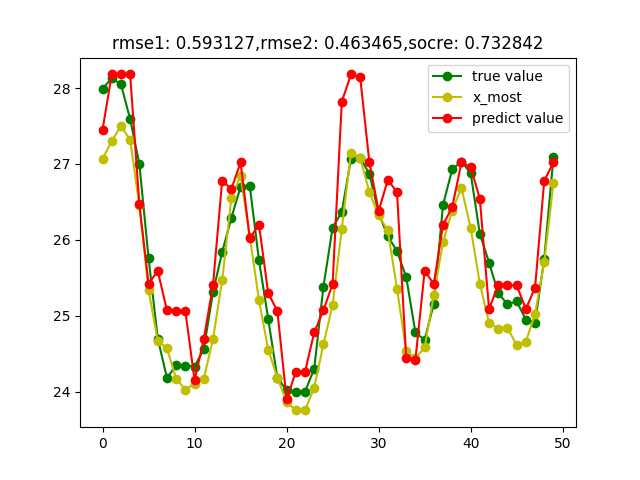 rmse1: 0.593127,rmse2: 0.463465,socre: 0.732842
true value
x_most
predict value
28
27
26
25
24
0 10 20 30 40 50